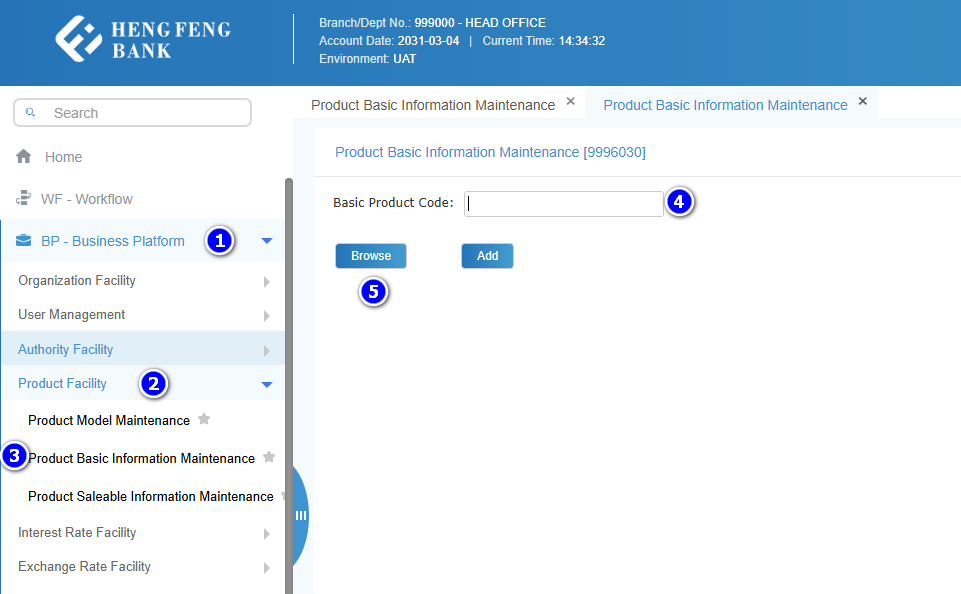 HENG FENG
BANK
Branch/Dept No.: 999000 - HEAD OFFICE
Account Date: 2031-03-04 | Current Time: 14:34:32
Environment: UAT
Search
Product Basic Information Maintenance × Product Basic Information Maintenance ×
Home
Product Basic Information Maintenance [9996030]
WF - Workflow
Basic Product Code: 4
BP - Business Platform 1
Browse Add
Organization Facility
5
User Management
Authority Facility
Product Facility 2
Product Model Maintenance
3 Product Basic Information Maintenance
Product Saleable Information Maintenance
Interest Rate Facility
Exchange Rate Facility